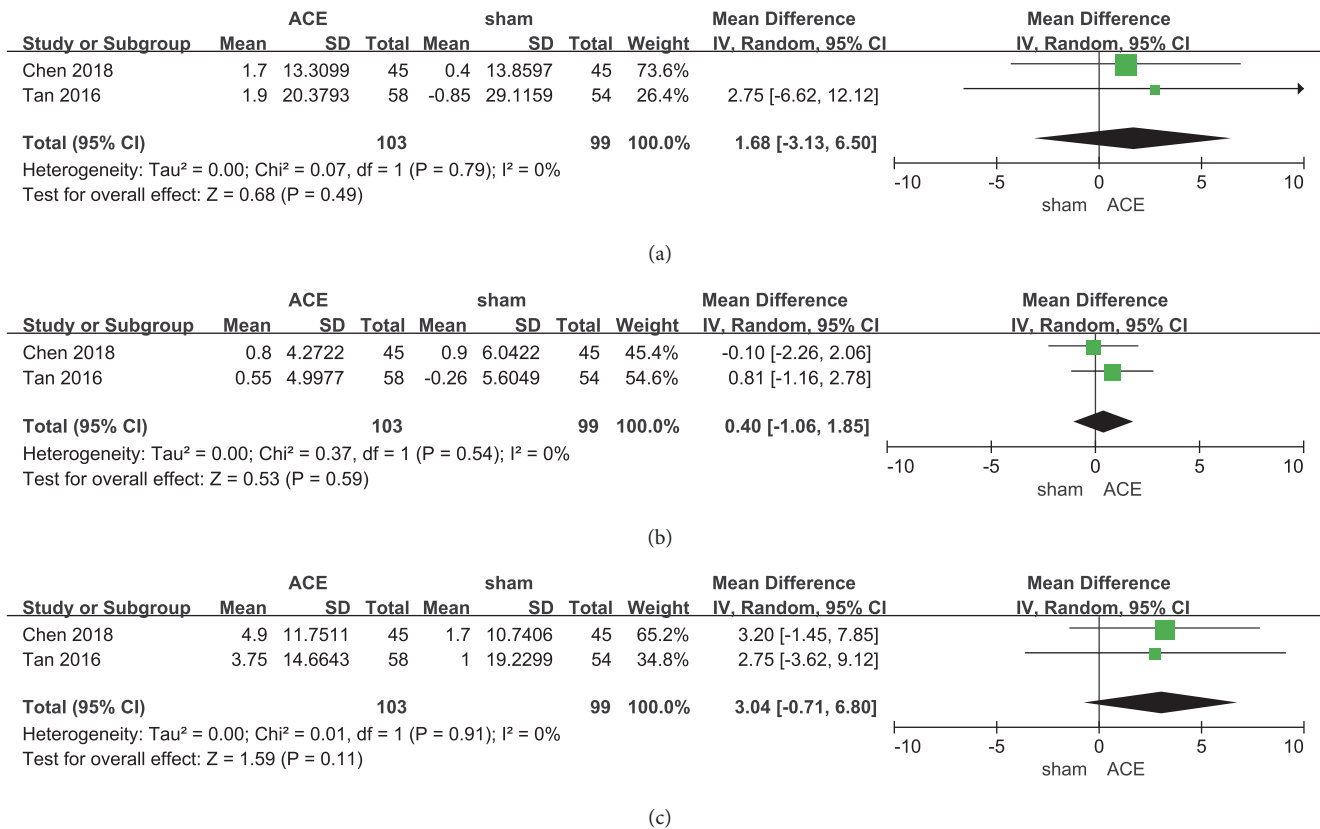 ACE sham Mean Difference Mean Difference
Study or Subgroup Mean SD Total Mean SD Total Weight IV, Random, 95% CI IV, Random, 95% CI
Chen 2018 1.7 13.3099 45 0.4 13.8597 45 73.6%
Tan 2016 1.9 20.3793 58 -0.85 29.1159 54 26.4% 2.75 [-6.62, 12.12]
Total (95% CI) 103 99 100.0% 1.68 [-3.13, 6.50]
Heterogeneity: Tau² = 0.00; Chi² = 0.07, df = 1 (P = 0.79); I² = 0%
Test for overall effect: Z = 0.68 (P = 0.49)
-10 -5 0 5 10
sham ACE
(a)
ACE sham Mean Difference Mean Difference
Study or Subgroup Mean SD Total Mean SD Total Weight IV, Random, 95% CI IV, Random, 95% CI
Chen 2018 0.8 4.2722 45 0.9 6.0422 45 45.4% -0.10 [-2.26, 2.06]
Tan 2016 0.55 4.9977 58 -0.26 5.6049 54 54.6% 0.81 [-1.16, 2.78]
Total (95% CI) 103 99 100.0% 0.40 [-1.06, 1.85]
Heterogeneity: Tau² = 0.00; Chi² = 0.37, df = 1 (P = 0.54); I² = 0%
Test for overall effect: Z = 0.53 (P = 0.59)
-10 -5 0 5 10
sham ACE
(b)
ACE sham Mean Difference Mean Difference
Study or Subgroup Mean SD Total Mean SD Total Weight IV, Random, 95% CI IV, Random, 95% CI
Chen 2018 4.9 11.7511 45 1.7 10.7406 45 65.2% 3.20 [-1.45, 7.85]
Tan 2016 3.75 14.6643 58 1 19.2299 54 34.8% 2.75 [-3.62, 9.12]
Total (95% CI) 103 99 100.0% 3.04 [-0.71, 6.80]
Heterogeneity: Tau² = 0.00; Chi² = 0.01, df = 1 (P = 0.91); I² = 0%
Test for overall effect: Z = 1.59 (P = 0.11)
-10 -5 0 5 10
sham ACE
(c)